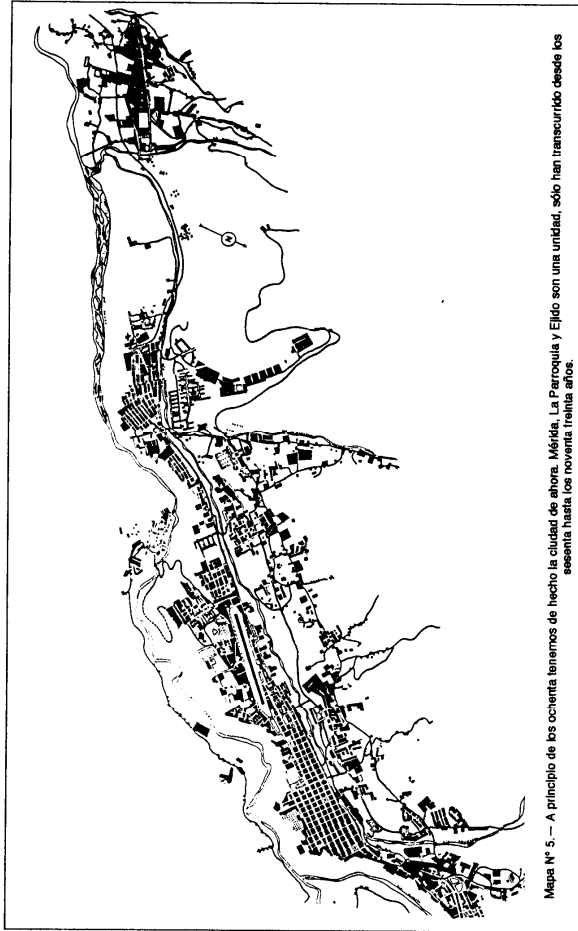 Mapa N° 5.— A principio de los ochenta tenemos de hecho la ciudad de ahora. Mérida, La Parroquia y Ejido son una unidad, sólo han transcurrido desde los
sesenta hasta los noventa treinta años.
N